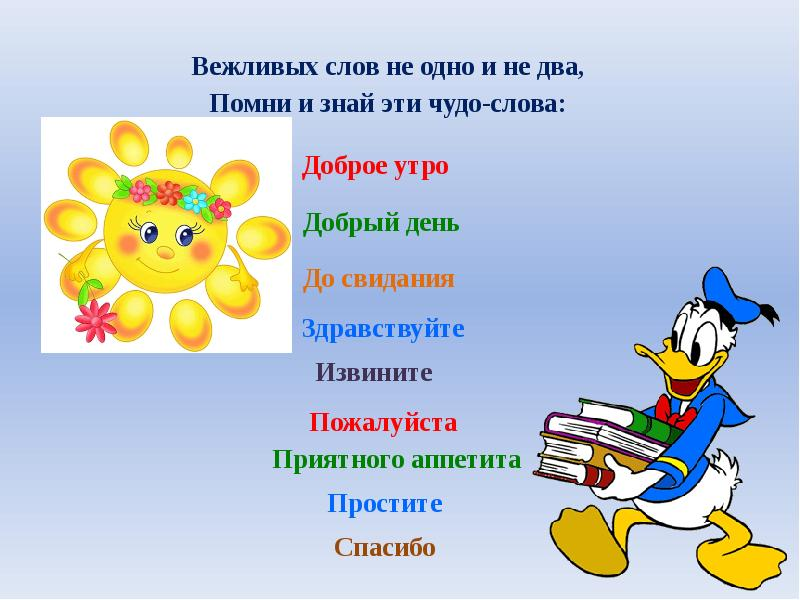 Вежливых слов не одно и не два,
Помни и знай эти чудо-слова:
Доброе утро
Добрый день
До свидания
Здравствуйте
Извините
Пожалуйста
Приятного аппетита
Простите
Спасибо